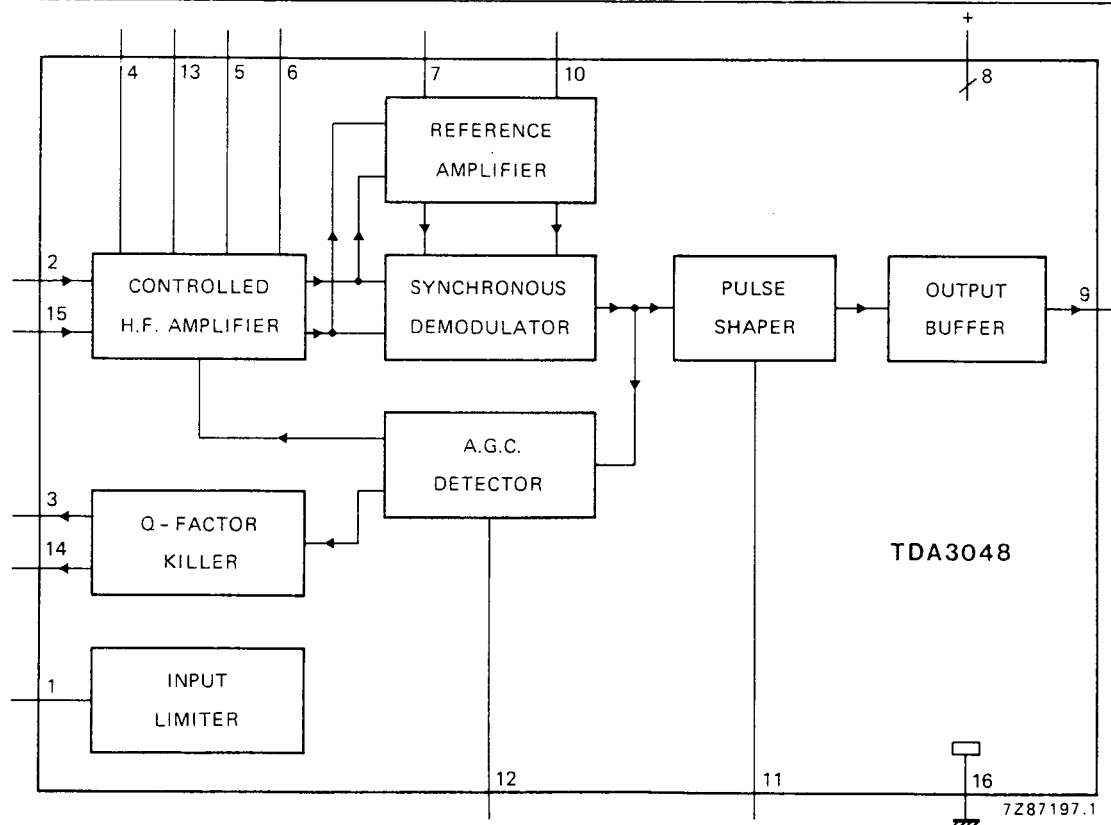 +
4 13 5 6 7 10 8
REFERENCE
AMPLIFIER
2
15
CONTROLLED
H.F. AMPLIFIER
SYNCHRONOUS
DEMODULATOR
PULSE
SHAPER
OUTPUT
BUFFER
9
A.G.C.
DETECTOR
3
14
Q-FACTOR
KILLER
TDA3048
1
INPUT
LIMITER
12 11 16
7Z87197.1